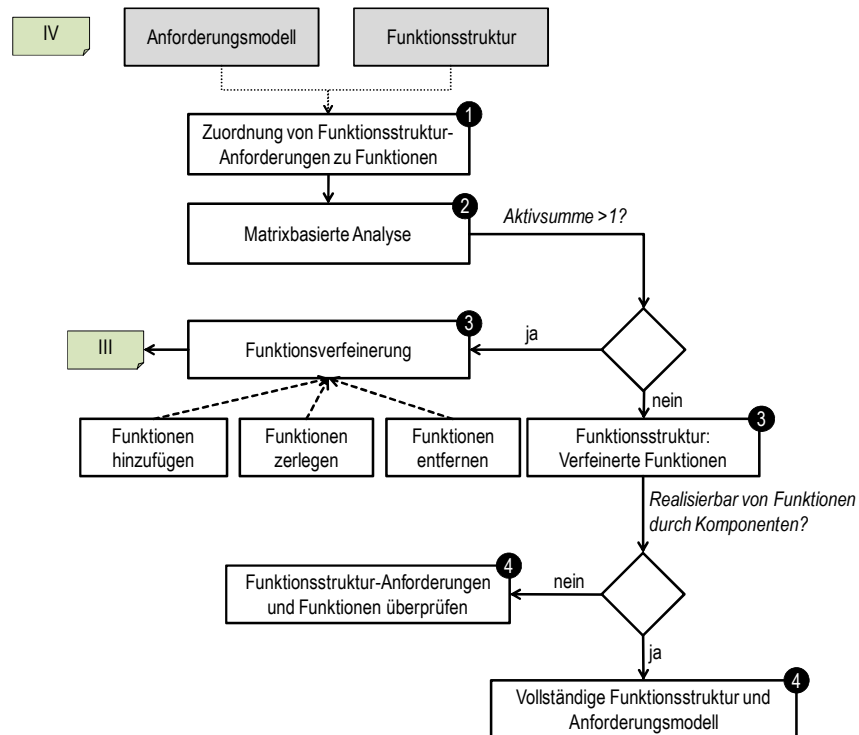 IV
Anforderungsmodell
Funktionsstruktur
1
Zuordnung von Funktionsstruktur-
Anforderungen zu Funktionen
2
Matrixbasierte Analyse
Aktivsumme >1?
III
3
Funktionsverfeinerung
ja
nein
Funktionen
hinzufügen
Funktionen
zerlegen
Funktionen
entfernen
3
Funktionsstruktur:
Verfeinerte Funktionen
Realisierbar von Funktionen
durch Komponenten?
4
Funktionsstruktur-Anforderungen
und Funktionen überprüfen
nein
ja
4
Vollständige Funktionsstruktur und
Anforderungsmodell